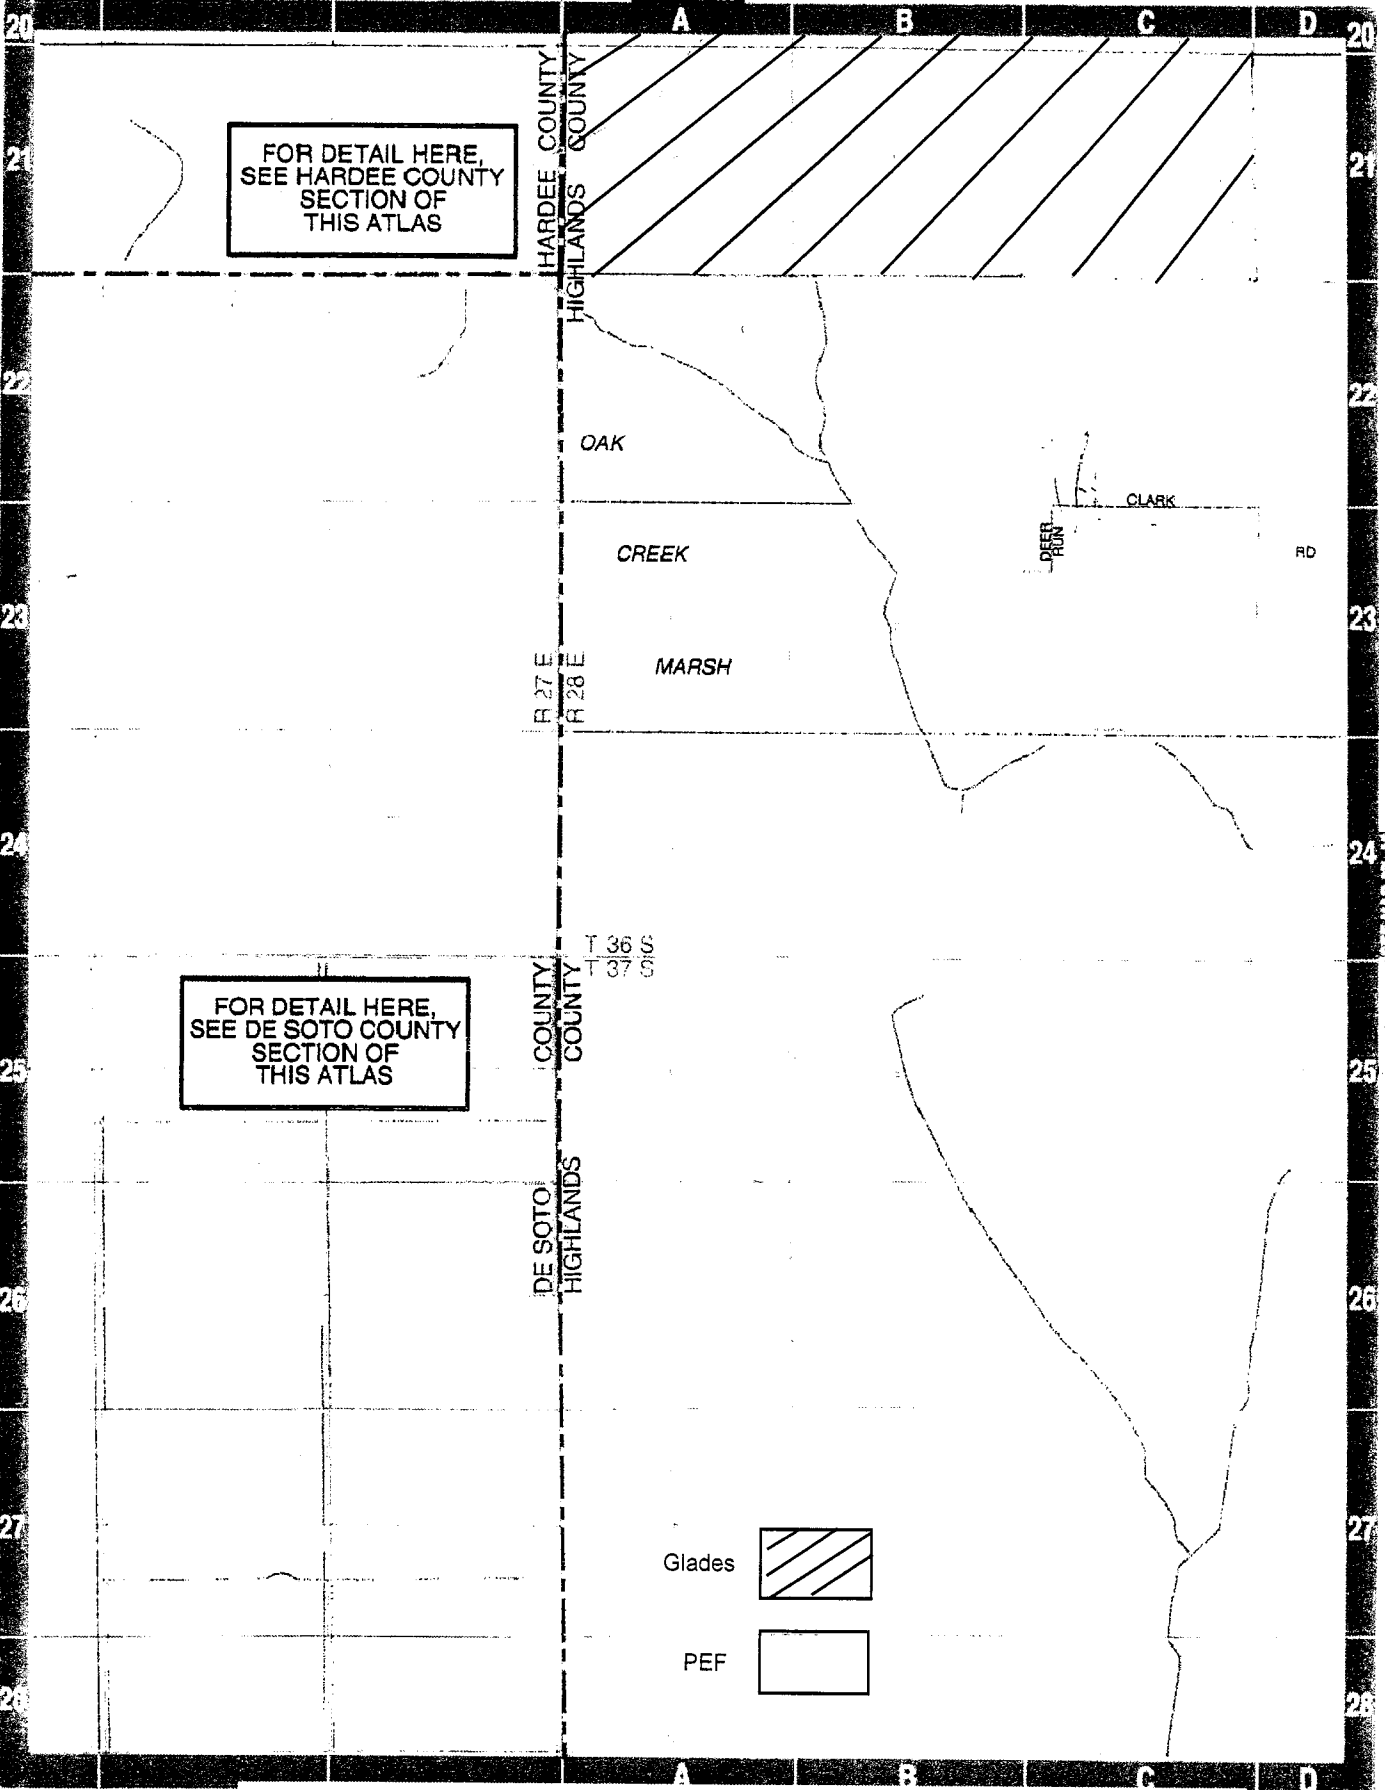 20 A B C D 20
HARDEE COUNTY
HIGHLANDS COUNTY
21 21
FOR DETAIL HERE,
SEE HARDEE COUNTY
SECTION OF
THIS ATLAS
22 22
OAK
CLARK
CREEK
DEER
RUN
RD
23 23
R 27 E
R 28 E
MARSH
24 24
T 36 S
T 37 S
FOR DETAIL HERE,
SEE DE SOTO COUNTY
SECTION OF
THIS ATLAS
25 25
DE SOTO COUNTY
HIGHLANDS COUNTY
26 26
27 27
Glades
PEF
28 28
A B C D